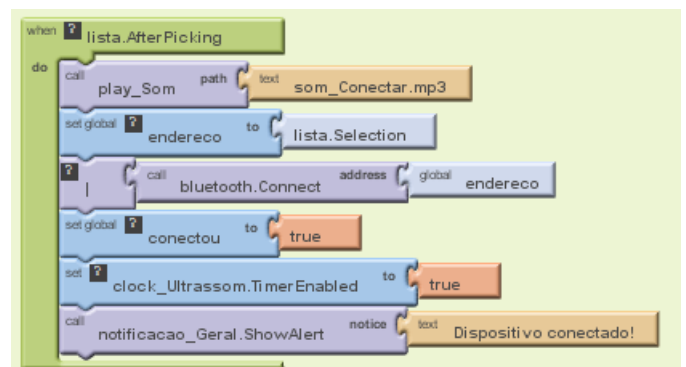 when ? lista.AfterPicking
do call play_Som path text som_Conectar.mp3
set global ? endereco to lista.Selection
? call bluetooth.Connect address global endereco
set global ? conectou to true
set ? clock_Ultrassom.TimerEnabled to true
call notificacao_Geral.ShowAlert notice text Dispositivo conectado!